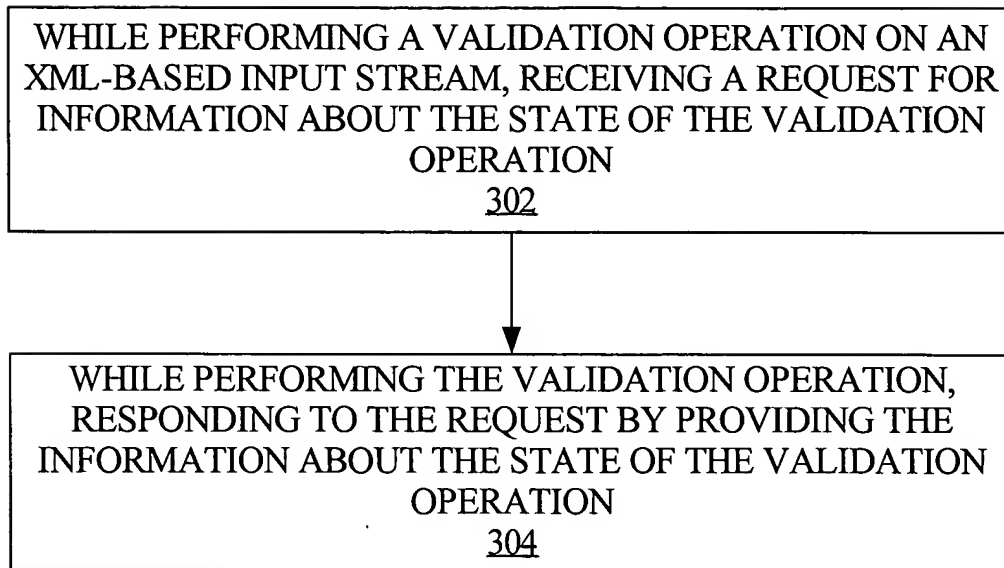 WHILE PERFORMING A VALIDATION OPERATION ON AN
XML-BASED INPUT STREAM, RECEIVING A REQUEST FOR
INFORMATION ABOUT THE STATE OF THE VALIDATION
OPERATION
302
WHILE PERFORMING THE VALIDATION OPERATION,
RESPONDING TO THE REQUEST BY PROVIDING THE
INFORMATION ABOUT THE STATE OF THE VALIDATION
OPERATION
304